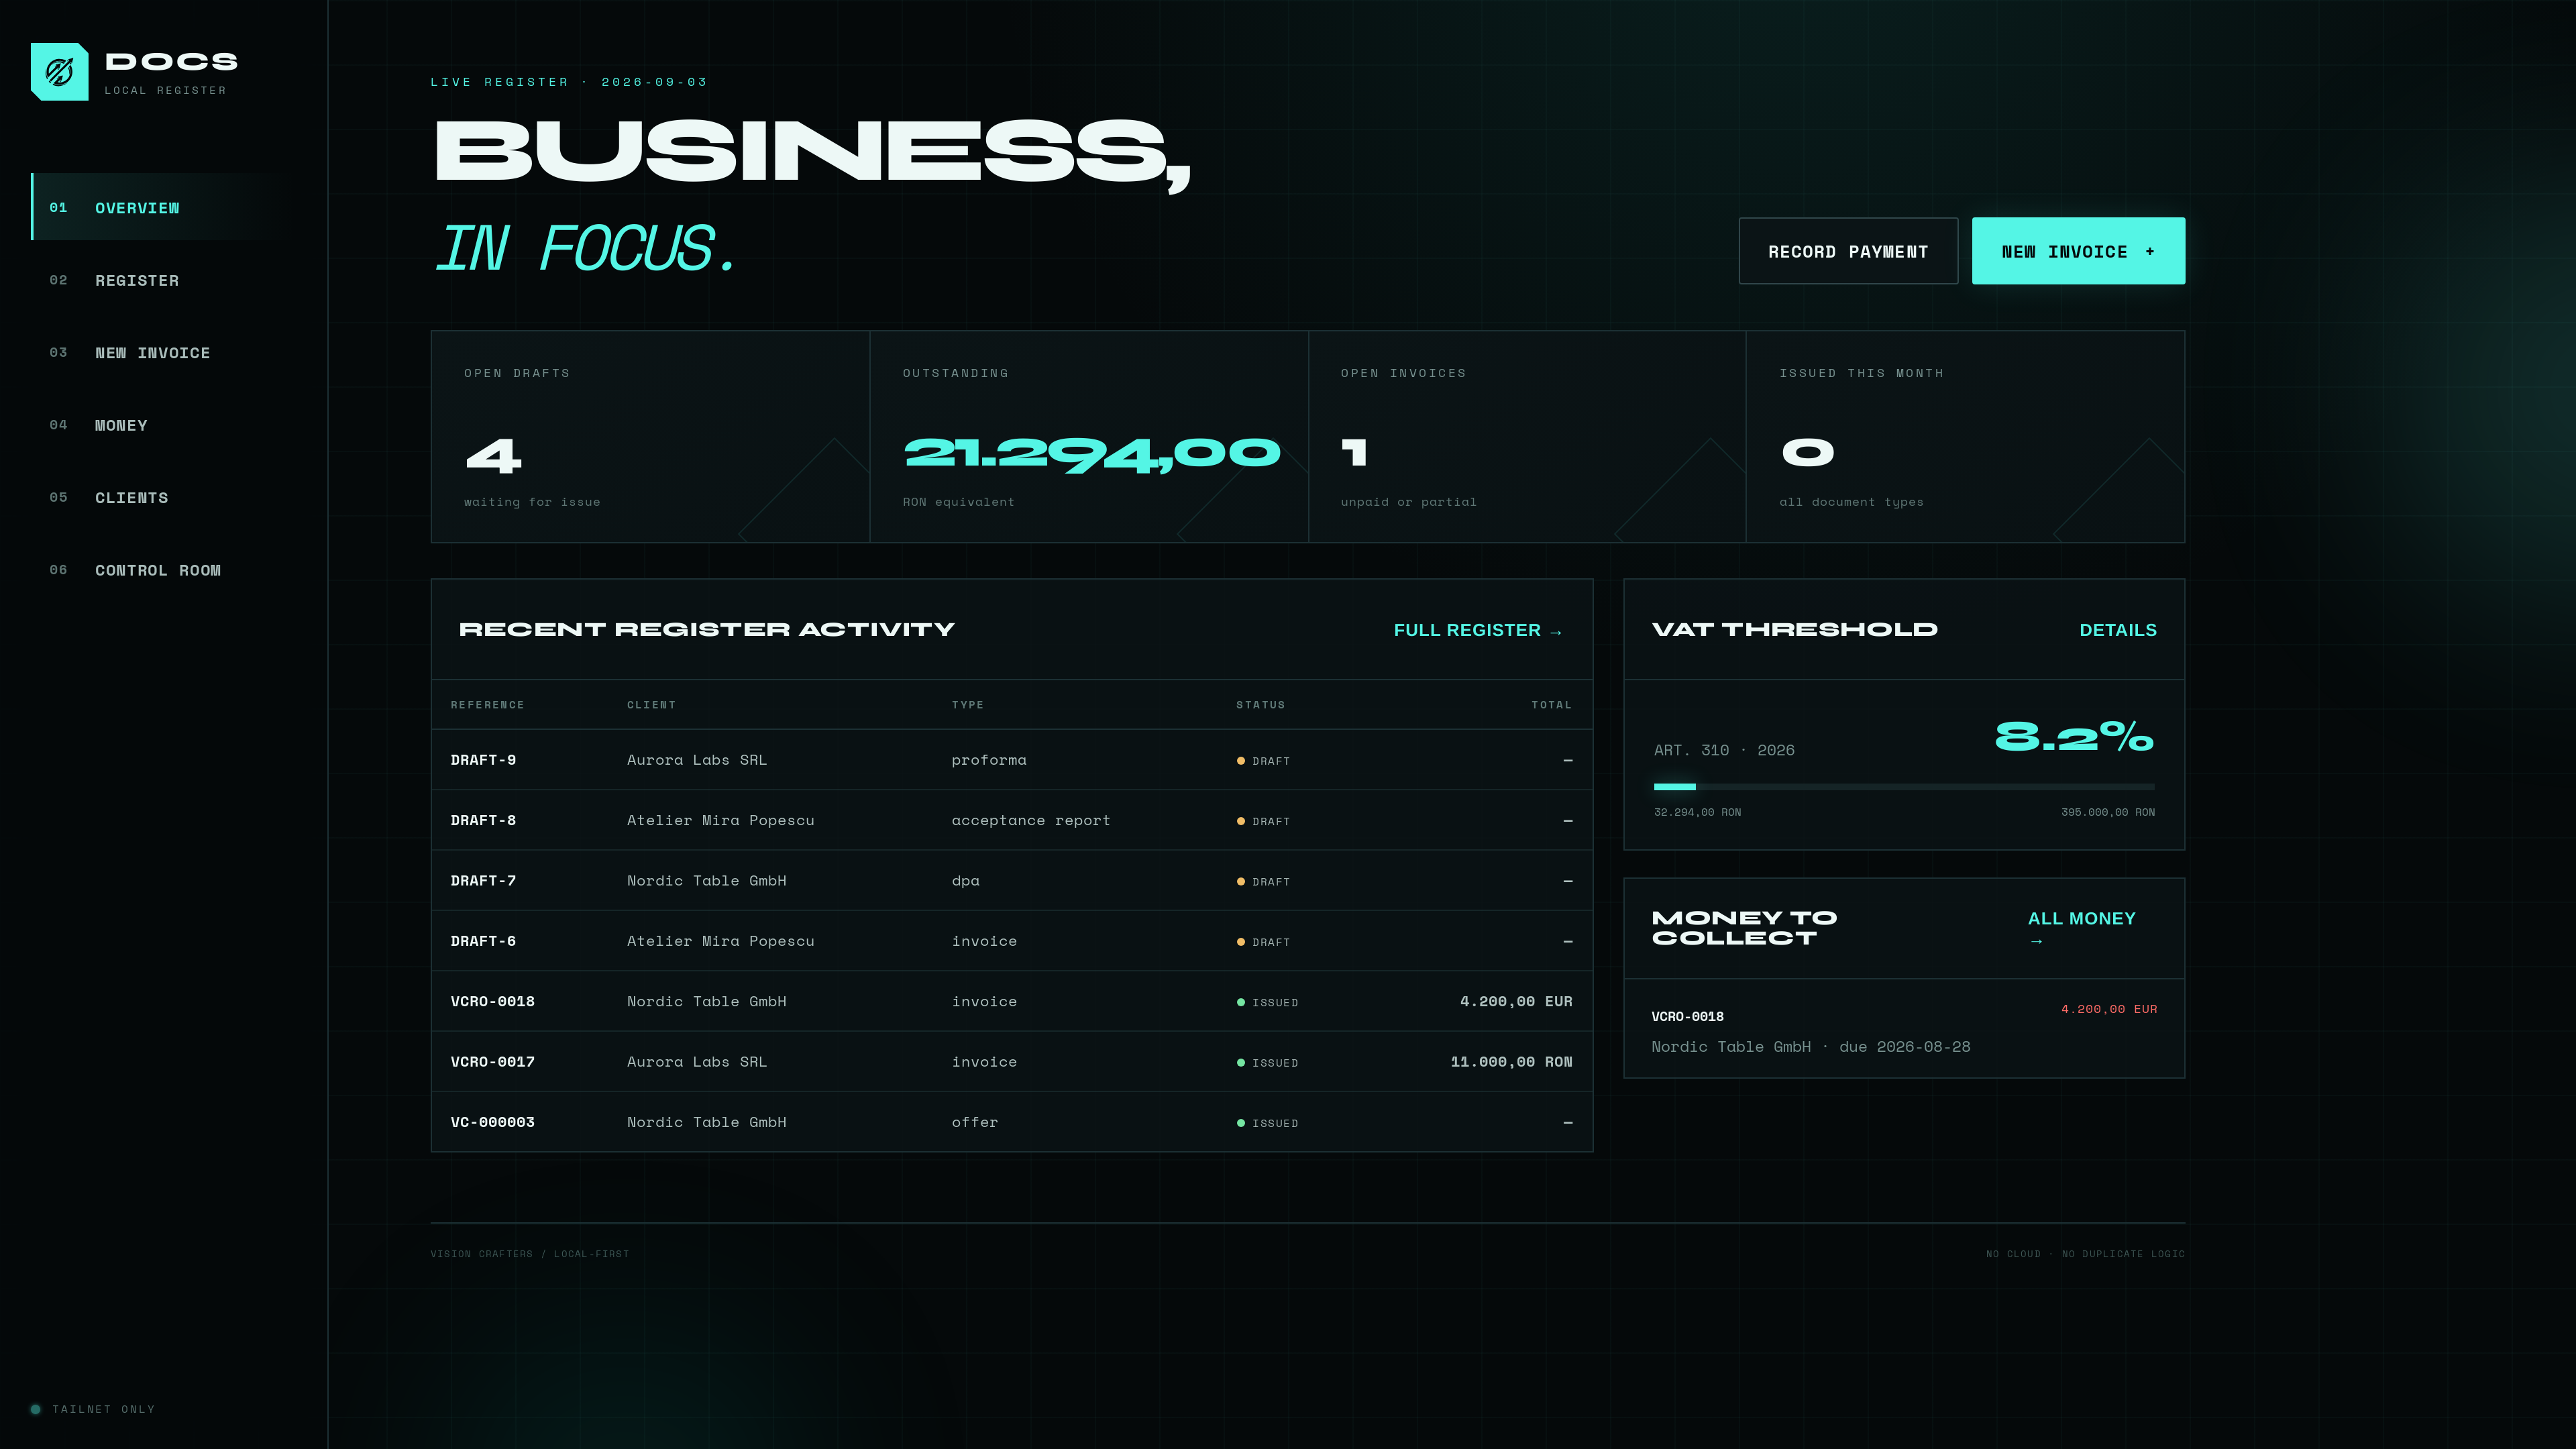 DOCS
LOCAL REGISTER
01 OVERVIEW
02 REGISTER
03 NEW INVOICE
04 MONEY
05 CLIENTS
06 CONTROL ROOM
TAILNET ONLY
LIVE REGISTER · 2026-09-03
BUSINESS,
IN FOCUS.
RECORD PAYMENT
NEW INVOICE +
OPEN DRAFTS
4
waiting for issue
OUTSTANDING
21.294,00
RON equivalent
OPEN INVOICES
1
unpaid or partial
ISSUED THIS MONTH
0
all document types
RECENT REGISTER ACTIVITY FULL REGISTER →
REFERENCE CLIENT TYPE STATUS TOTAL
DRAFT-9 Aurora Labs SRL proforma DRAFT —
DRAFT-8 Atelier Mira Popescu acceptance report DRAFT —
DRAFT-7 Nordic Table GmbH dpa DRAFT —
DRAFT-6 Atelier Mira Popescu invoice DRAFT —
VCRO-0018 Nordic Table GmbH invoice ISSUED 4.200,00 EUR
VCRO-0017 Aurora Labs SRL invoice ISSUED 11.000,00 RON
VC-000003 Nordic Table GmbH offer ISSUED —
VAT THRESHOLD DETAILS
ART. 310 · 2026 8.2%
32.294,00 RON 395.000,00 RON
MONEY TO
COLLECT
ALL MONEY
→
VCRO-0018 4.200,00 EUR
Nordic Table GmbH · due 2026-08-28
VISION CRAFTERS / LOCAL-FIRST
NO CLOUD · NO DUPLICATE LOGIC